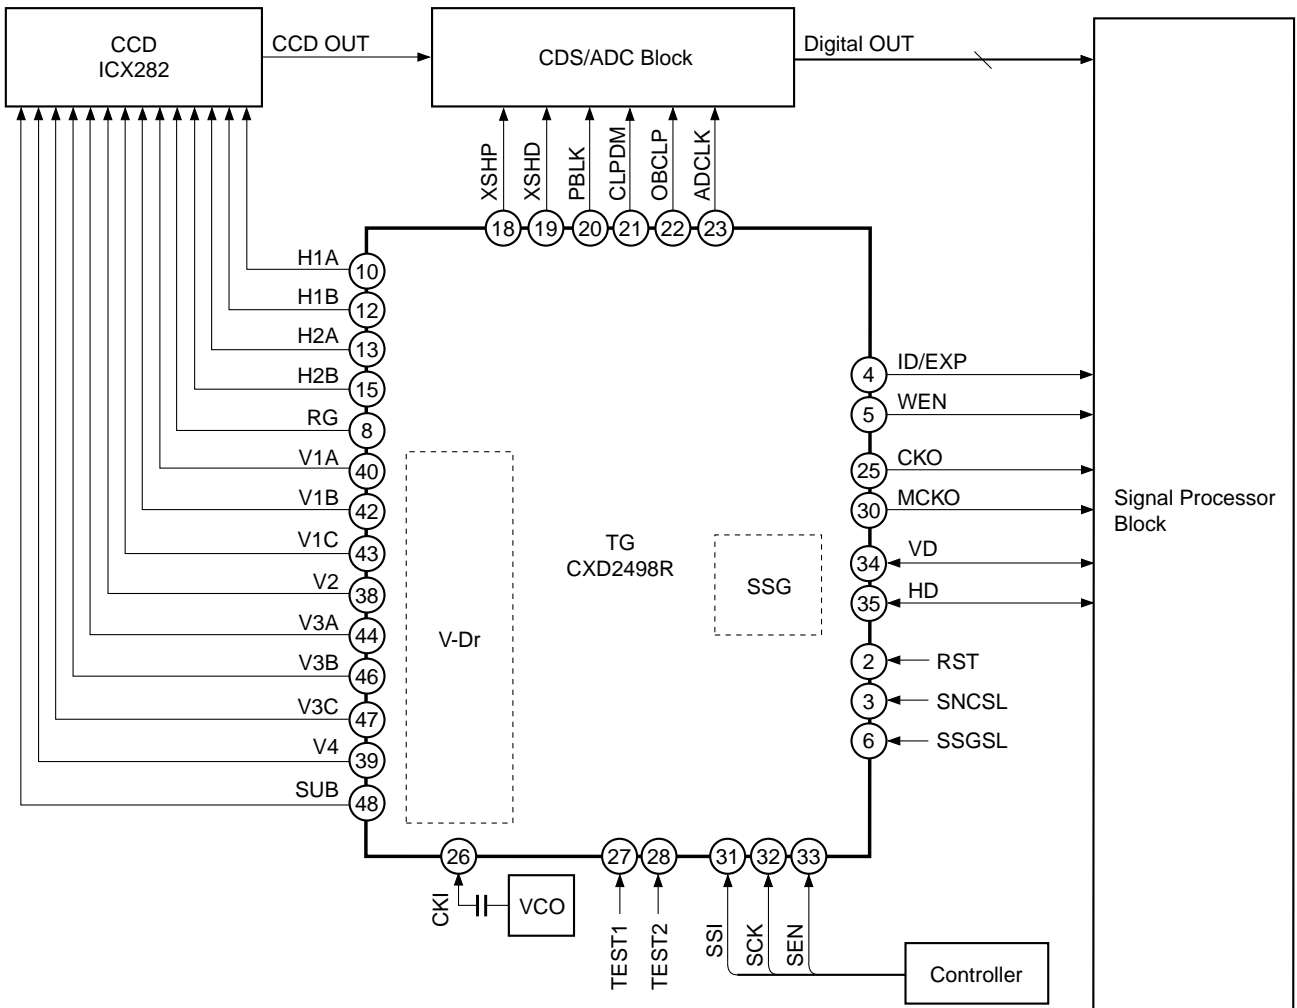 CCD
ICX282
CCD OUT
CDS/ADC Block
Digital OUT
XSHP
XSHD
PBLK
CLPDM
OBCLP
ADCLK
18
19
20
21
22
23
H1A
10
H1B
12
H2A
13
H2B
15
RG
8
V1A
40
V1B
42
V1C
43
V2
38
V3A
44
V3B
46
V3C
47
V4
39
SUB
48
V-Dr
TG
CXD2498R
SSG
4
ID/EXP
5
WEN
25
CKO
30
MCKO
34
VD
35
HD
2
RST
3
SNCSL
6
SSGSL
Signal Processor
Block
26
27
28
31
32
33
CKI
VCO
TEST1
TEST2
SSI
SCK
SEN
Controller